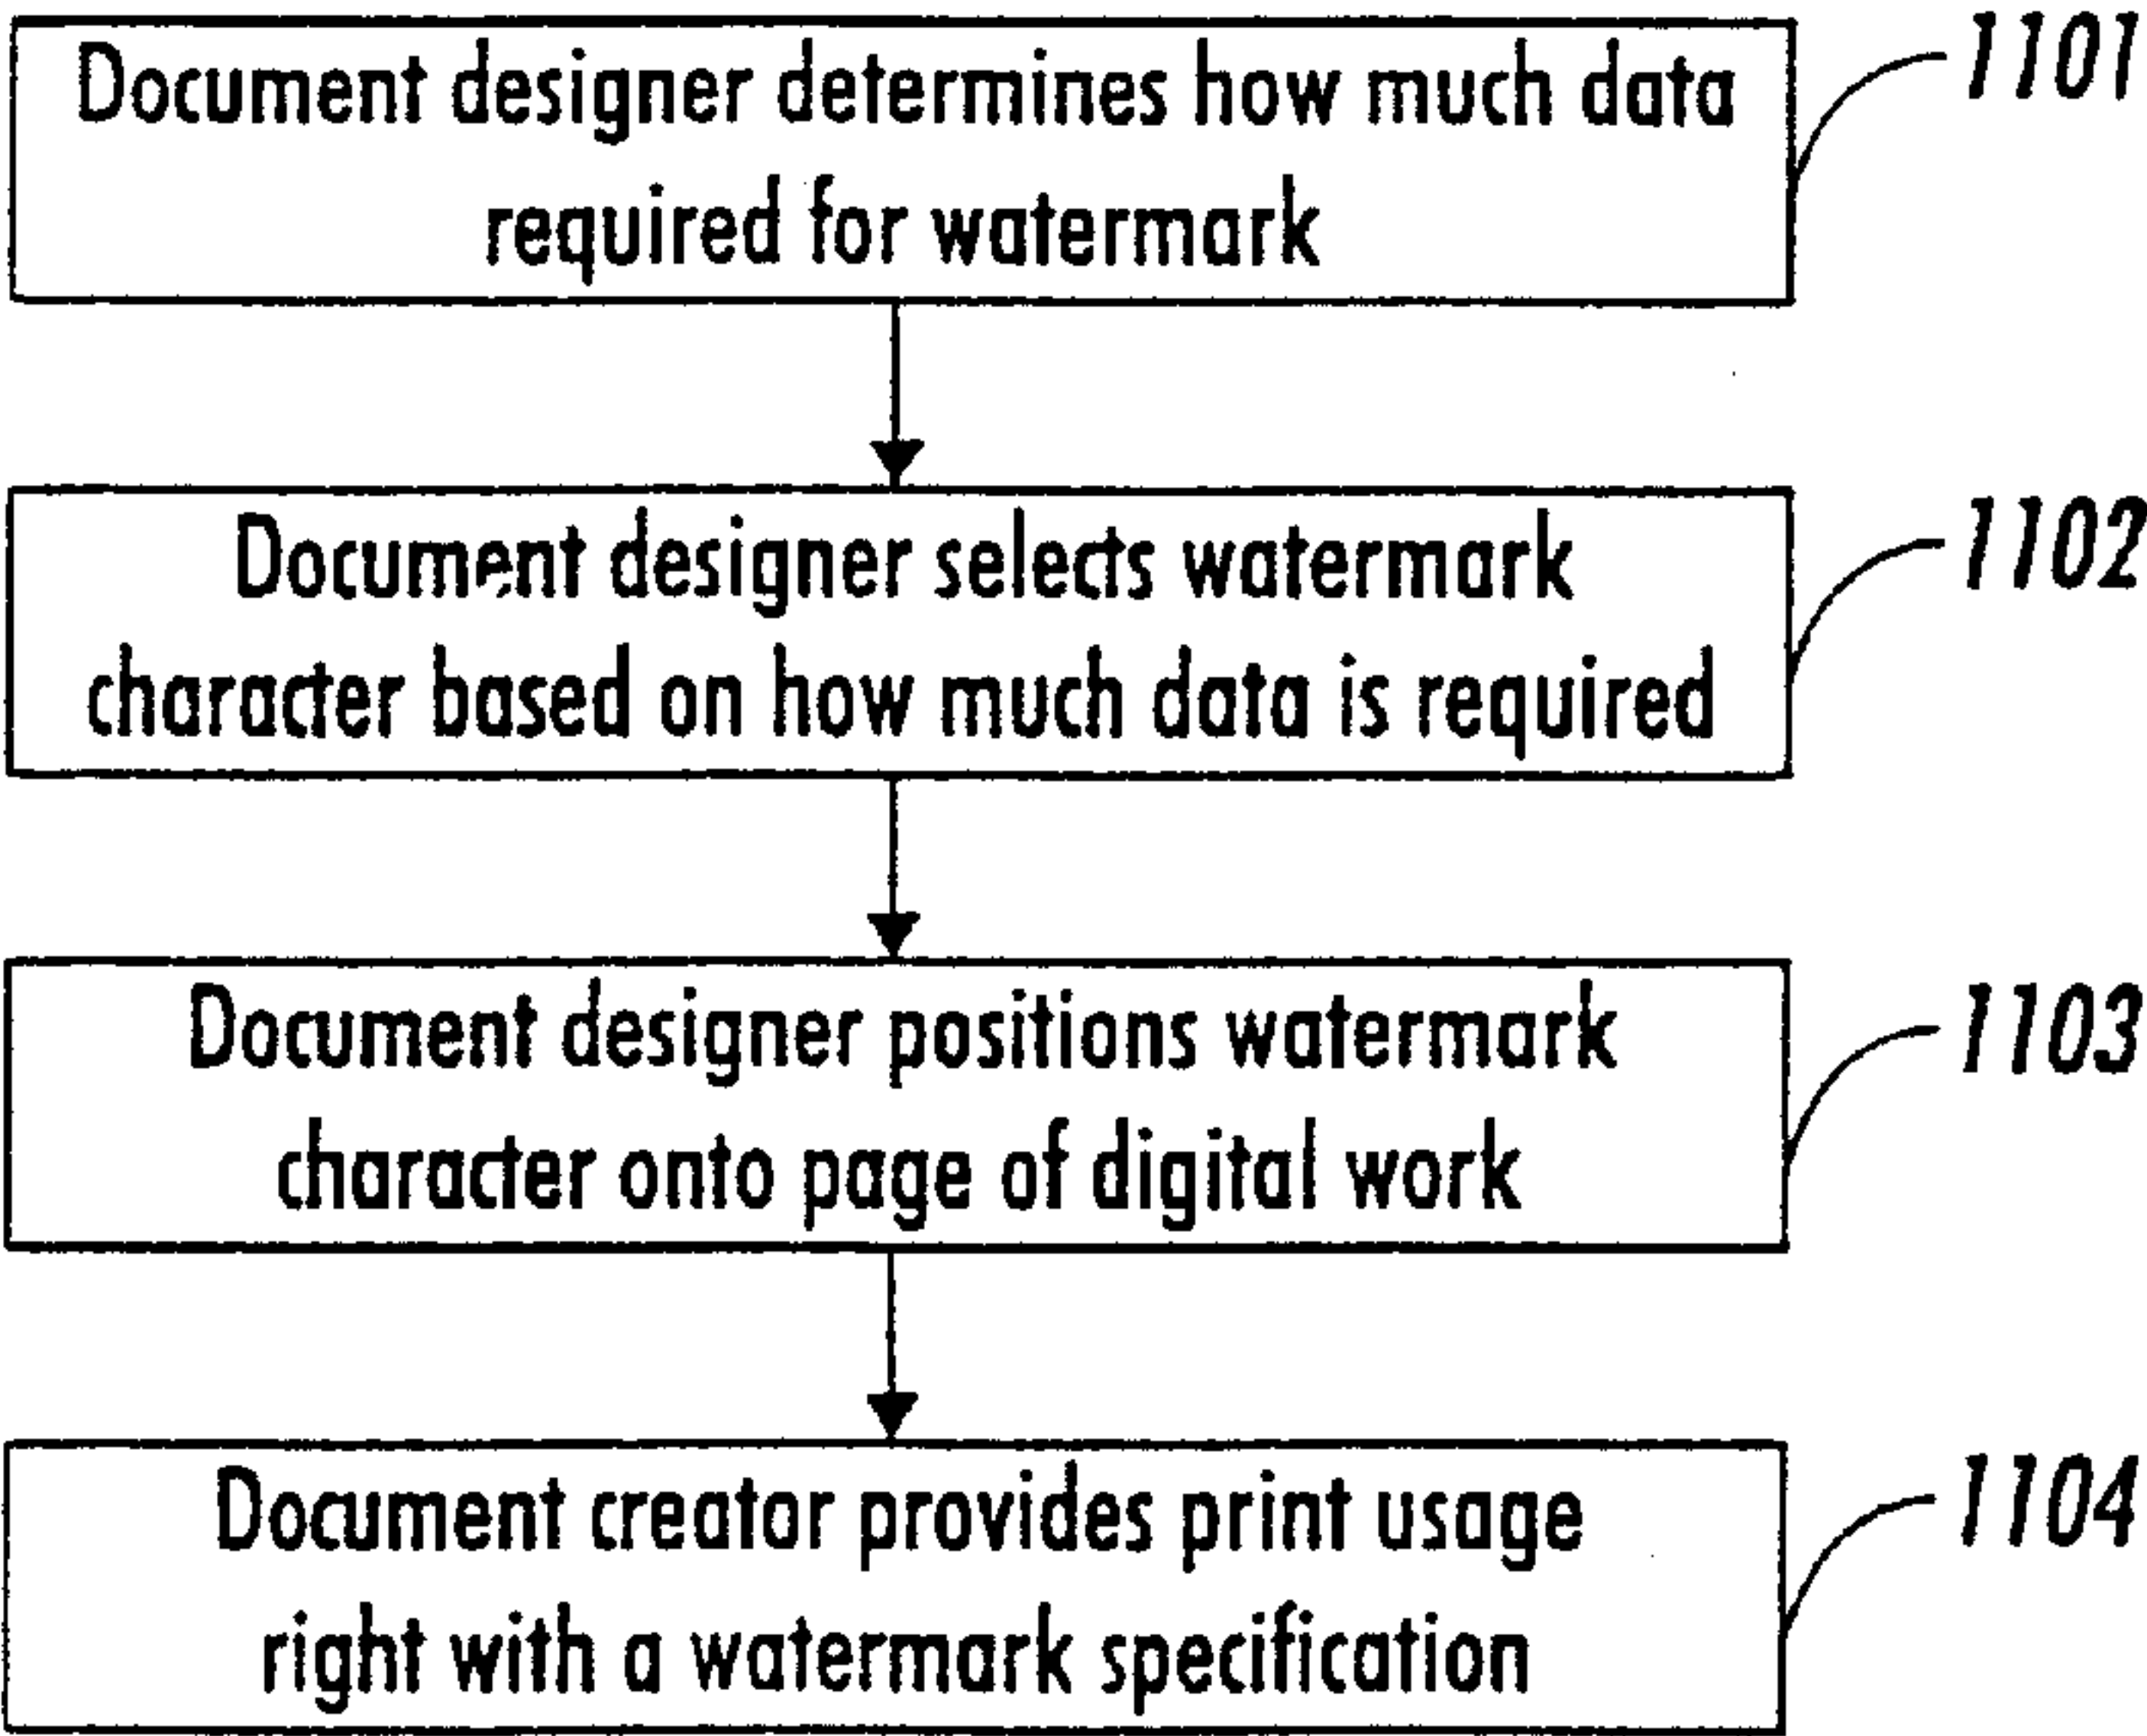 Document designer determines how much data
required for watermark
1101
Document designer selects watermark
character based on how much data is required
1102
Document designer positions watermark
character onto page of digital work
1103
Document creator provides print usage
right with a watermark specification
1104